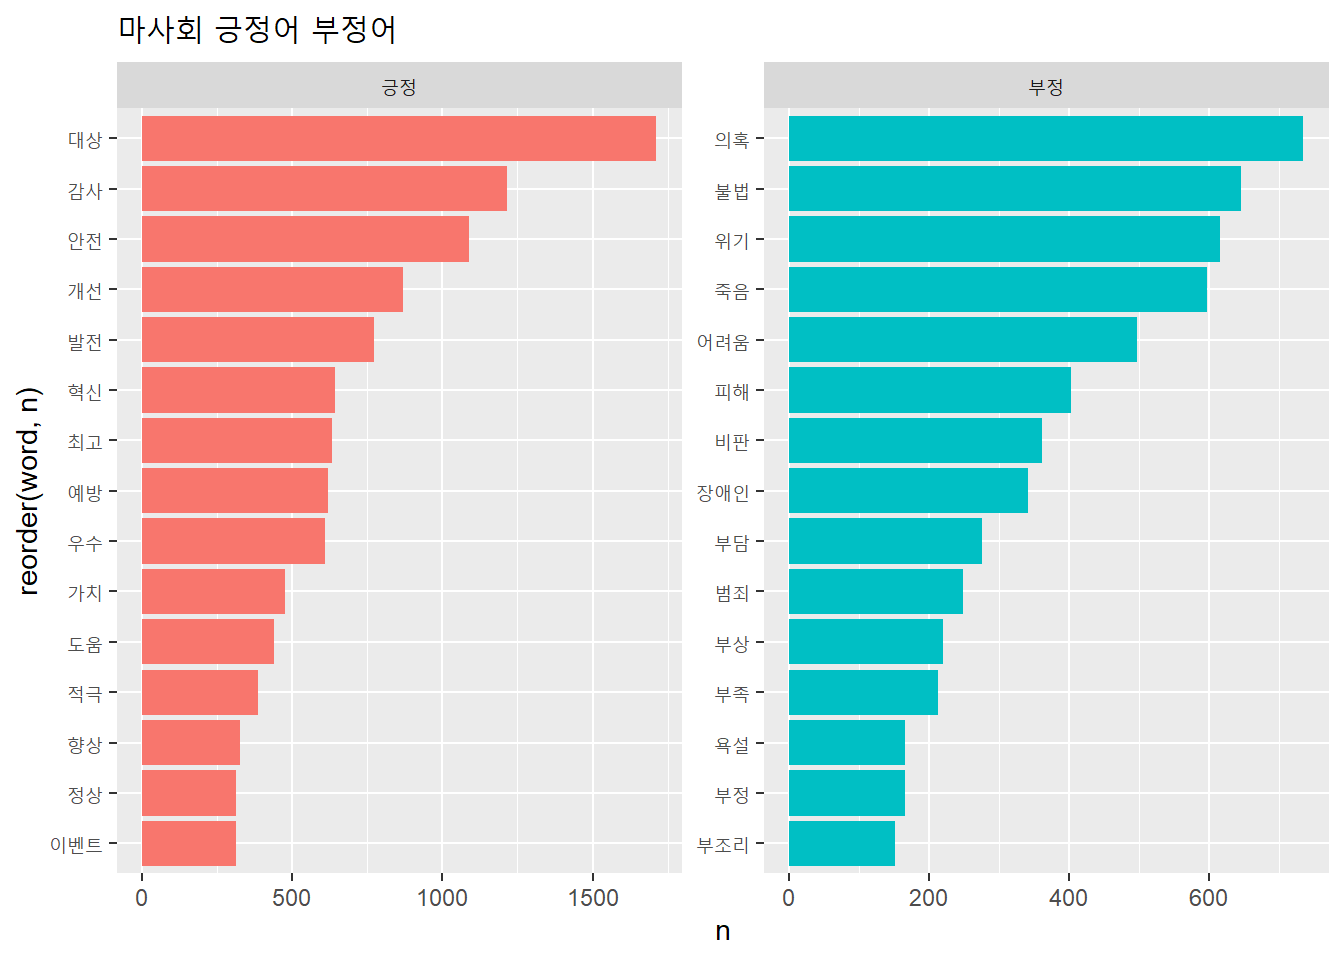 마사회 긍정어 부정어
긍정
부정
reorder(word, n)
대상
감사
안전
개선
발전
혁신
최고
예방
우수
가치
도움
적극
향상
정상
이벤트
0 500 1000 1500
의혹
불법
위기
죽음
어려움
피해
비판
장애인
부담
범죄
부상
부족
욕설
부정
부조리
0 200 400 600
n